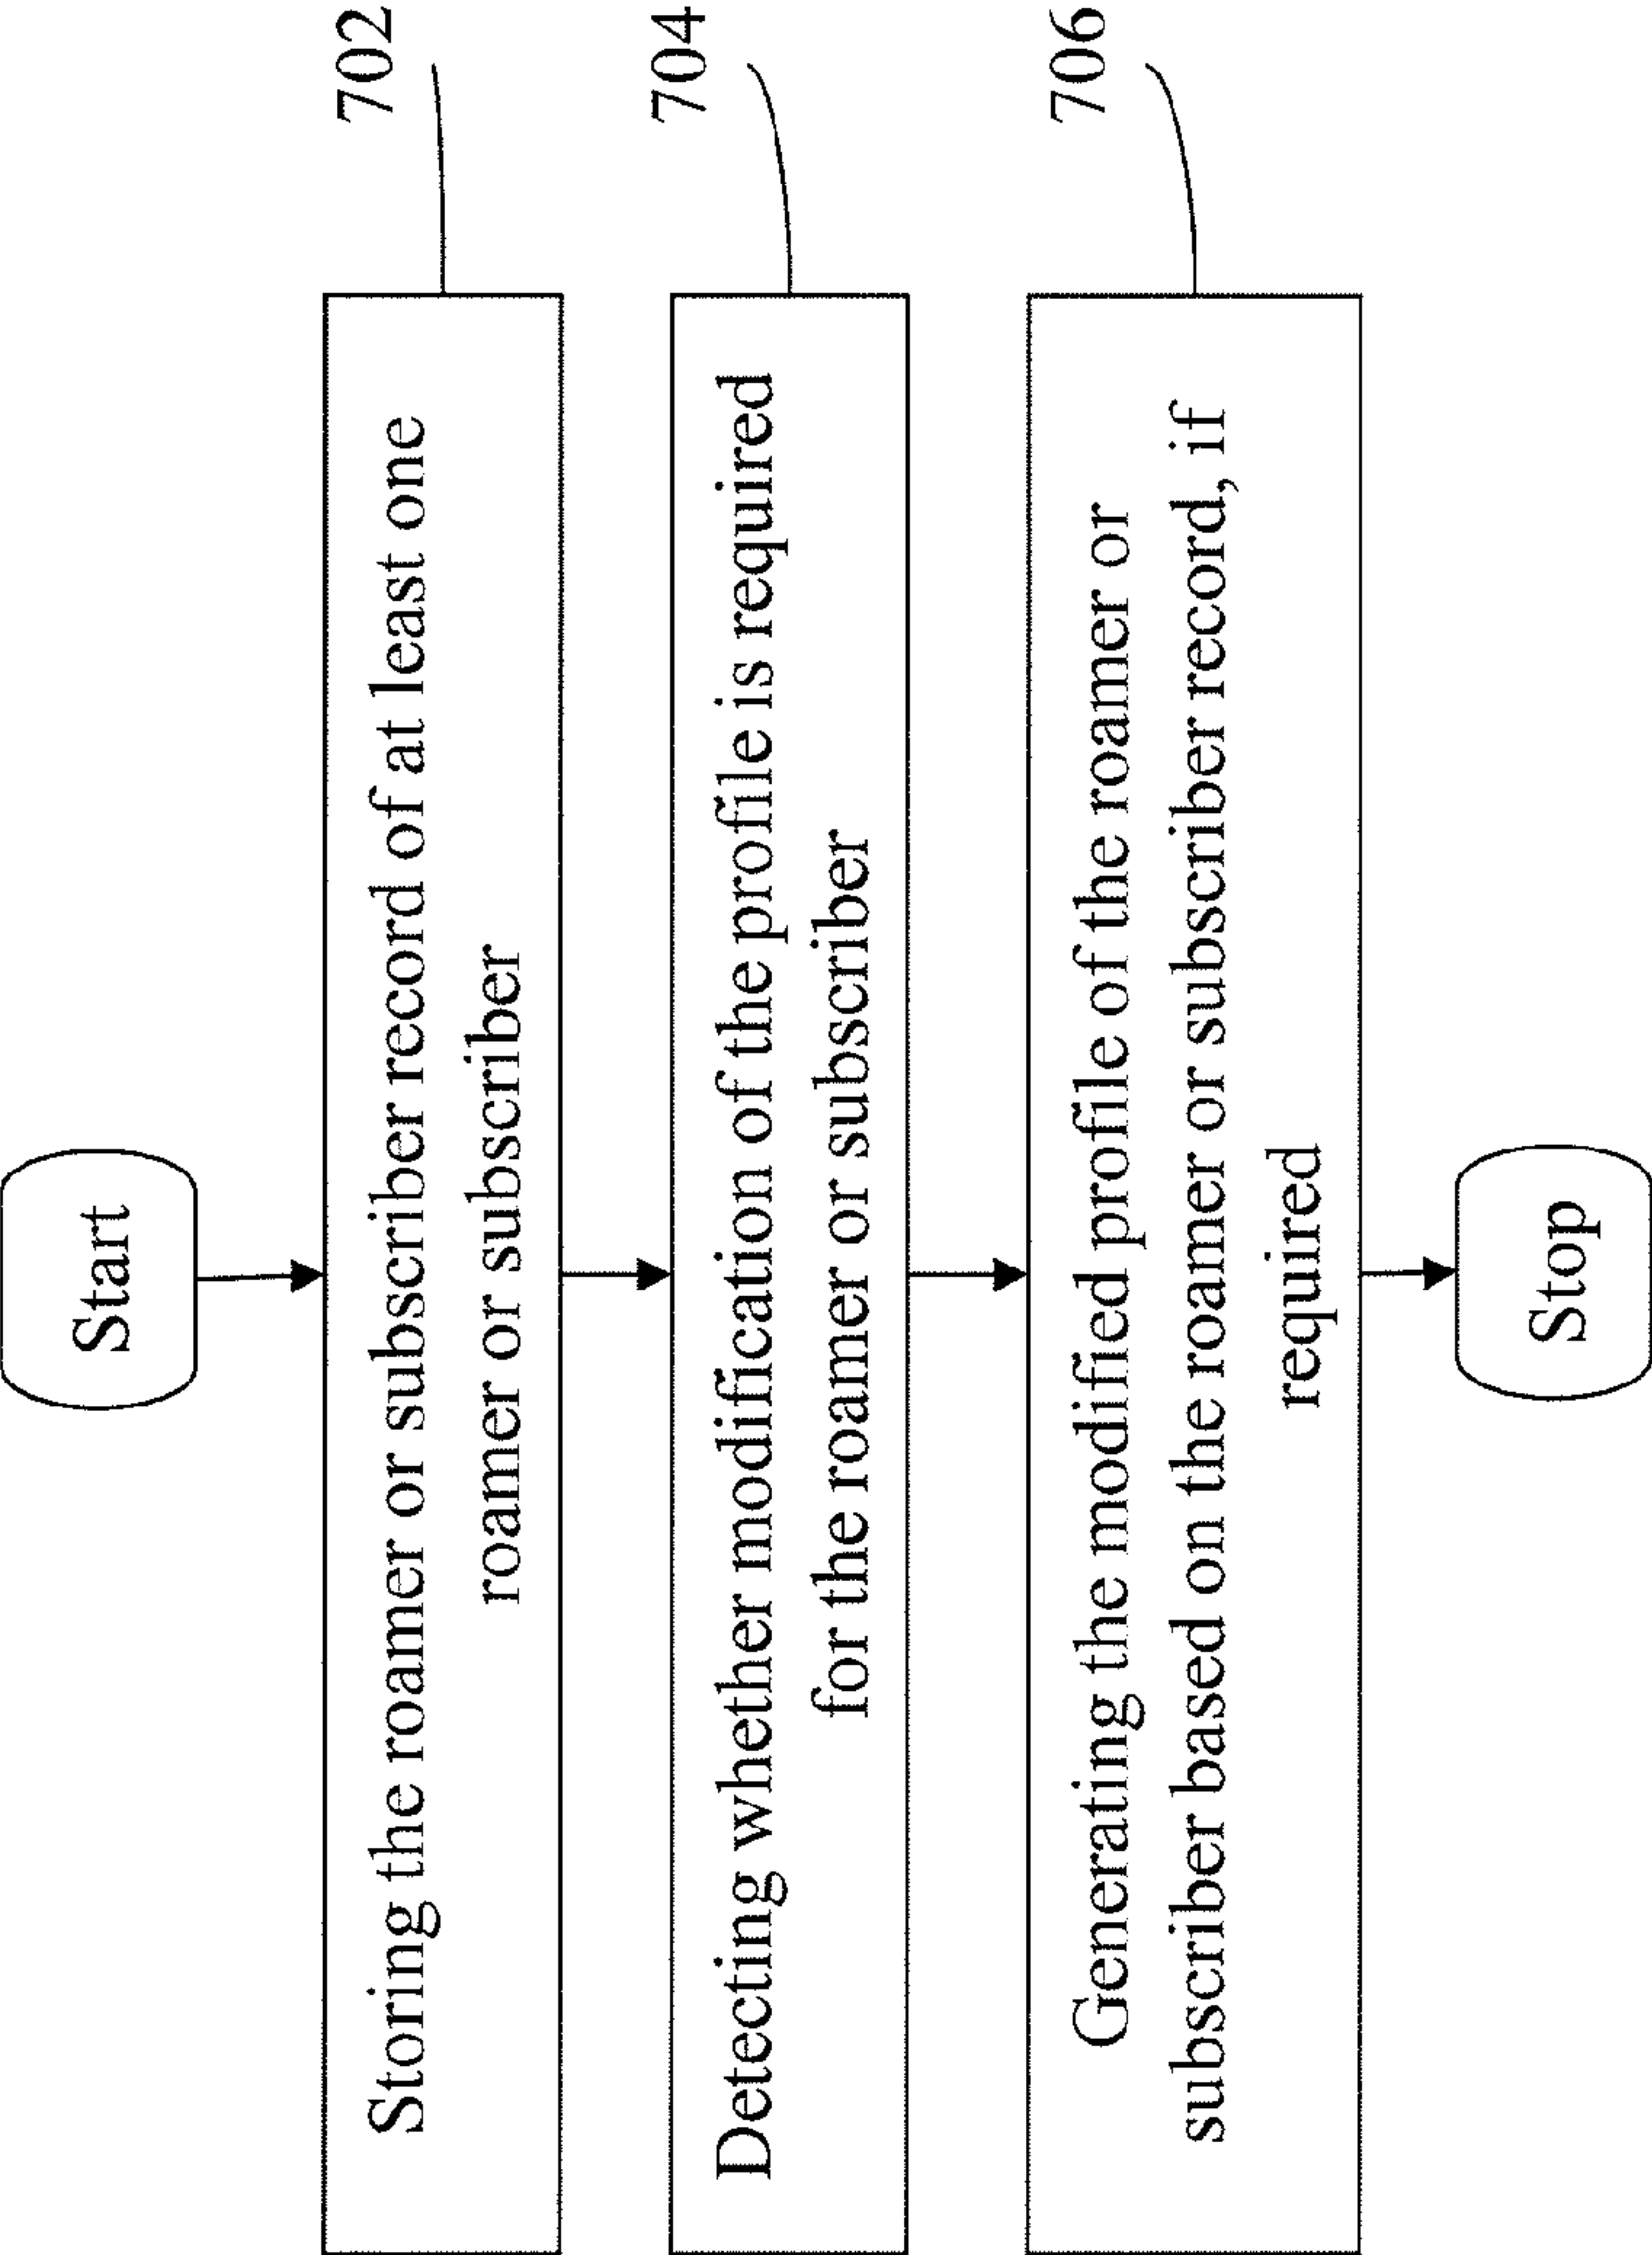 Start
702
Storing the roamer or subscriber record of at least one
roamer or subscriber
704
Detecting whether modification of the profile is required
for the roamer or subscriber
706
Generating the modified profile of the roamer or
subscriber based on the roamer or subscriber record, if
required
Stop